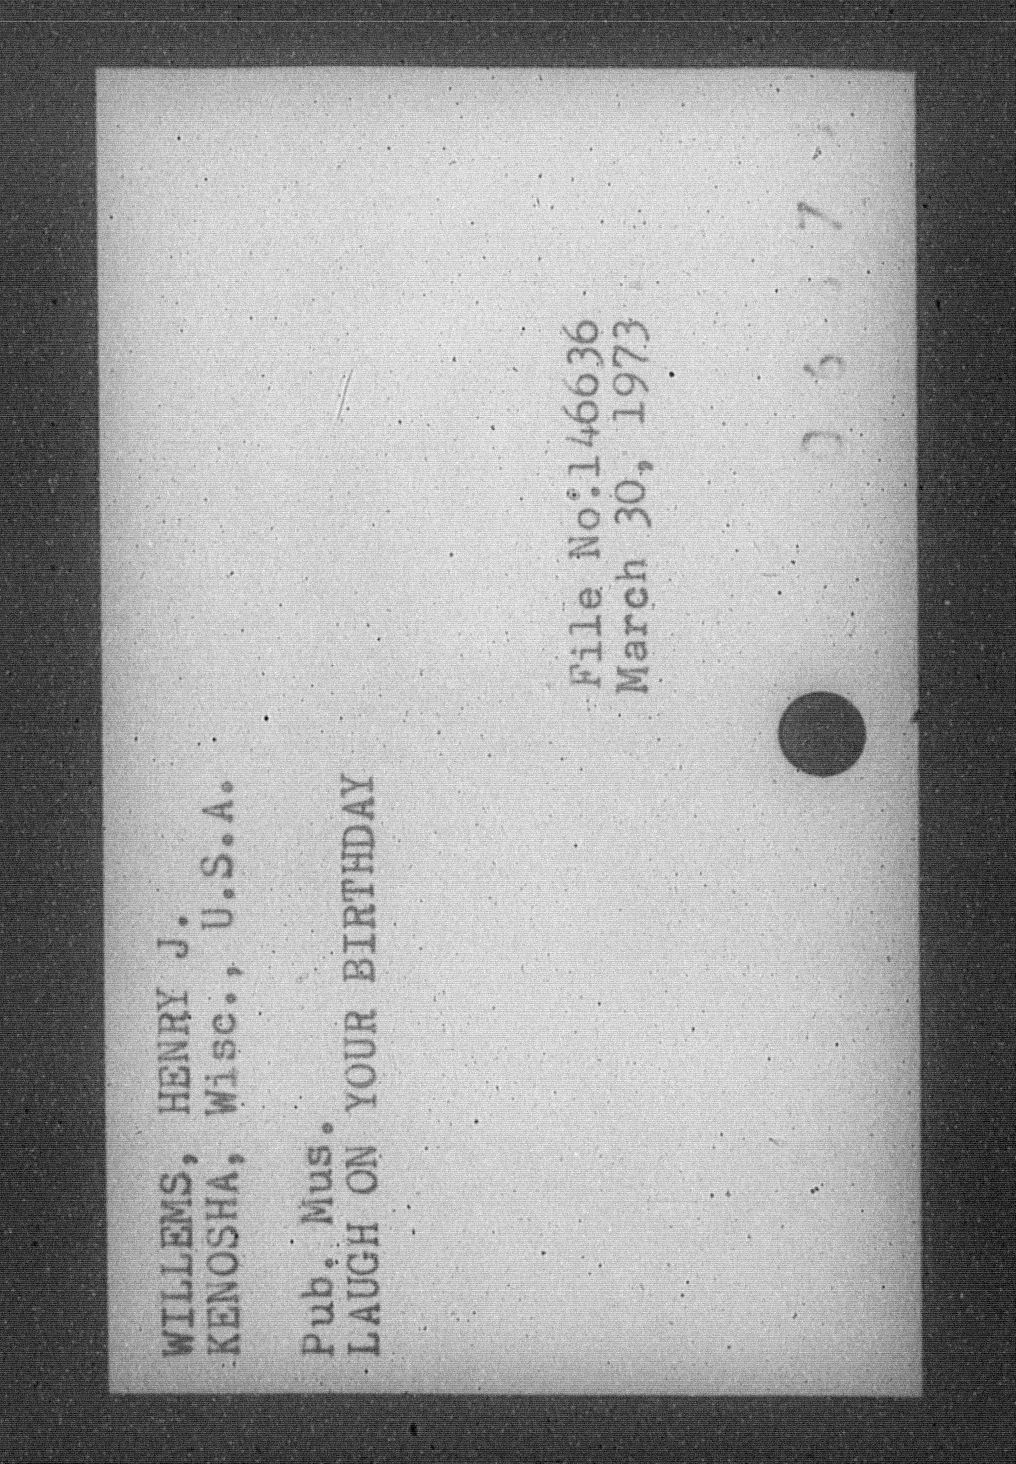 WILLEMS, HENRY J.
KENOSHA, Wisc., U.S.A.
Pub. Mus.
LAUGH ON YOUR BIRTHDAY
File No:146636
March 30, 1973